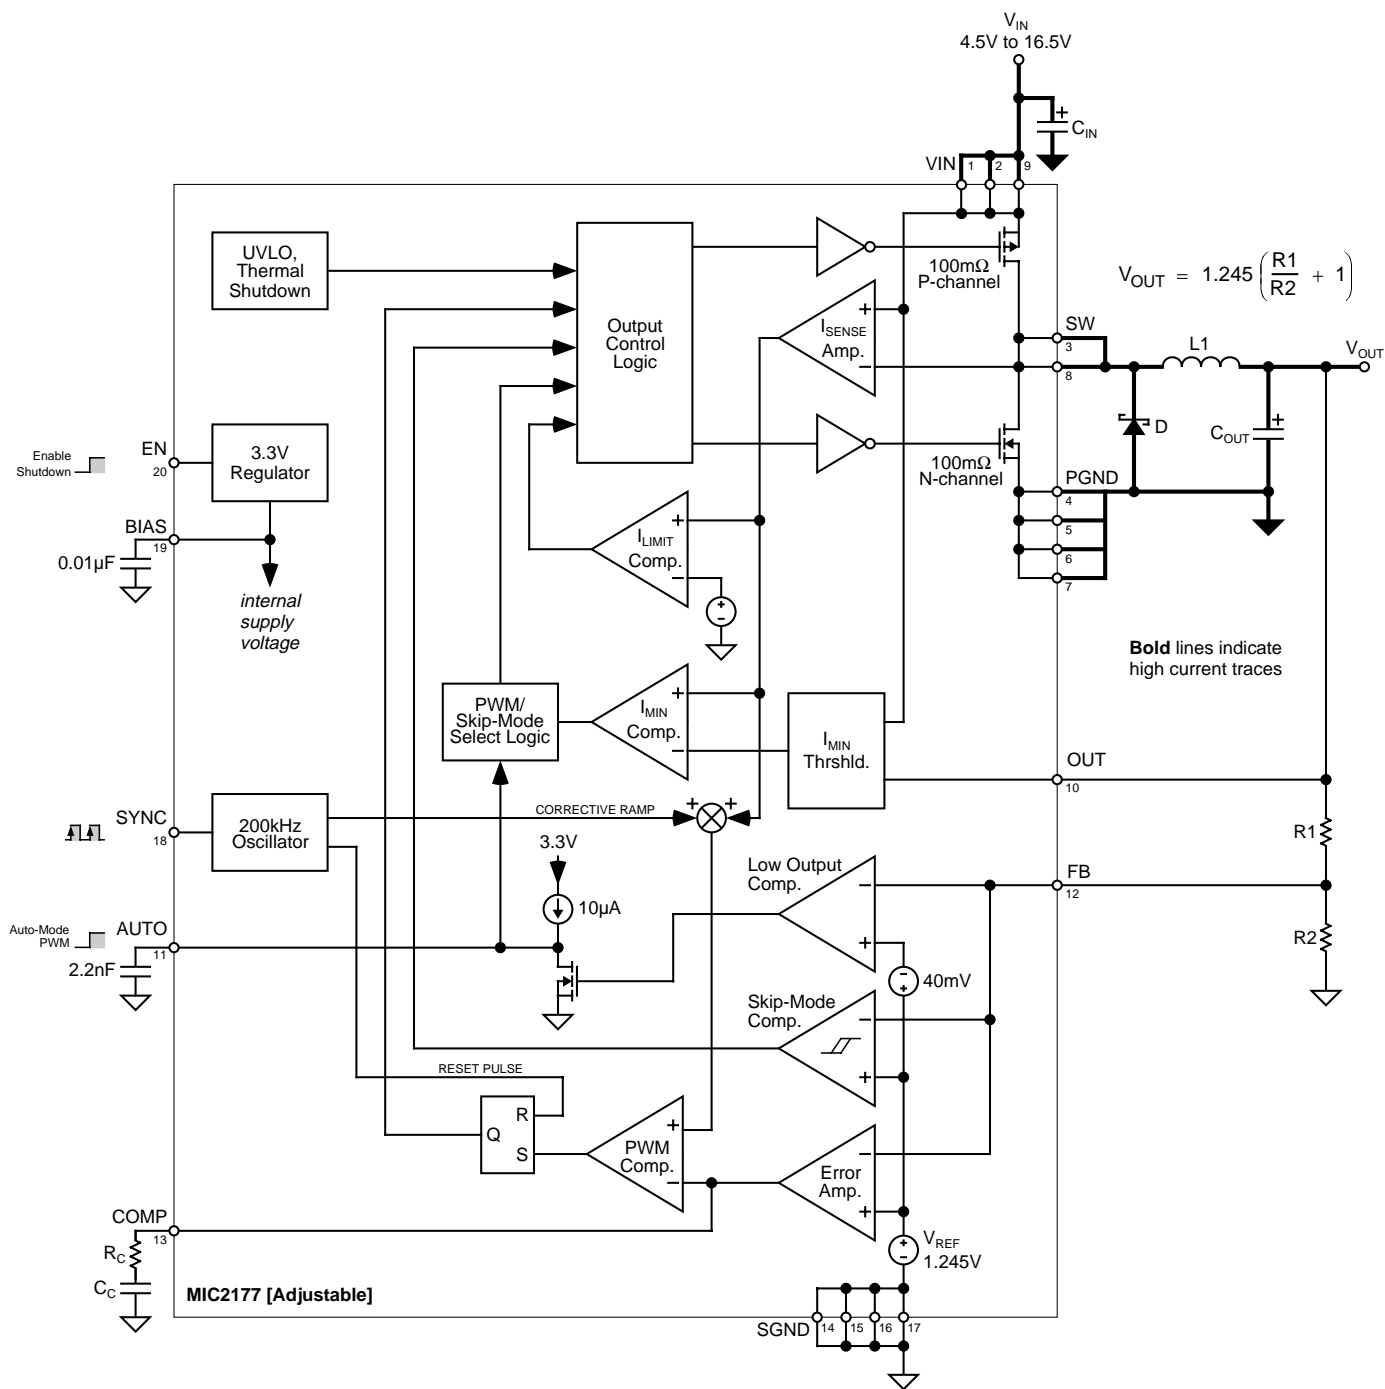 V_IN
4.5V to 16.5V
+
C_IN
VIN
1
2
9
UVLO,
Thermal
Shutdown
Output
Control
Logic
100mΩ
P-channel
V_OUT = 1.245 ( R1/R2 + 1 )
I_SENSE
Amp.
+
−
SW
3
8
L1
V_OUT
D
C_OUT
+
EN
20
Enable
Shutdown
3.3V
Regulator
100mΩ
N-channel
PGND
4
5
6
7
BIAS
19
0.01µF
internal
supply
voltage
I_LIMIT
Comp.
+
−
+
−
Bold lines indicate
high current traces
PWM/
Skip-Mode
Select Logic
I_MIN
Comp.
+
−
I_MIN
Thrshld.
OUT
10
SYNC
18
200kHz
Oscillator
CORRECTIVE RAMP
+
+
R1
3.3V
10µA
Low Output
Comp.
−
+
FB
12
Auto-Mode
PWM
AUTO
11
2.2nF
R2
−
+
40mV
Skip-Mode
Comp.
−
+
RESET PULSE
R
Q
S
PWM
Comp.
+
−
Error
Amp.
−
+
COMP
13
R_C
C_C
+
−
V_REF
1.245V
MIC2177 [Adjustable]
SGND
14
15
16
17